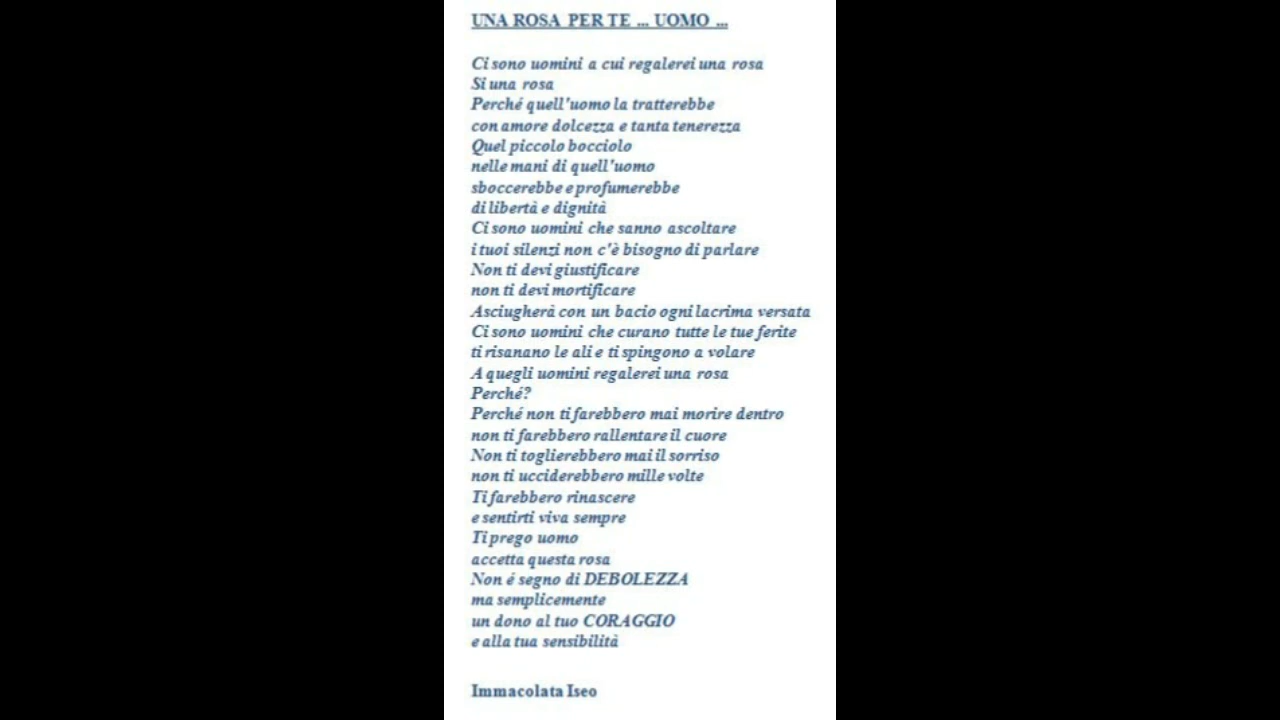 UNA ROSA PER TE ... UOMO ...
Ci sono uomini a cui regalerei una rosa
Si una rosa
Perché quell'uomo la tratterebbe
con amore dolcezza e tanta tenerezza
Quel piccolo bocciolo
nelle mani di quell'uomo
sboccerebbe e profumerebbe
di libertà e dignità
Ci sono uomini che sanno ascoltare
i tuoi silenzi non c'è bisogno di parlare
Non ti devi giustificare
non ti devi mortificare
Asciugherà con un bacio ogni lacrima versata
Ci sono uomini che curano tutte le tue ferite
ti risanano le ali e ti spingono a volare
A quegli uomini regalerei una rosa
Perché?
Perché non ti farebbero mai morire dentro
non ti farebbero rallentare il cuore
Non ti toglierebbero mai il sorriso
non ti ucciderebbero mille volte
Ti farebbero rinascere
e sentirti viva sempre
Ti prego uomo
accetta questa rosa
Non é segno di DEBOLEZZA
ma semplicemente
un dono al tuo CORAGGIO
e alla tua sensibilità
Immacolata Iseo